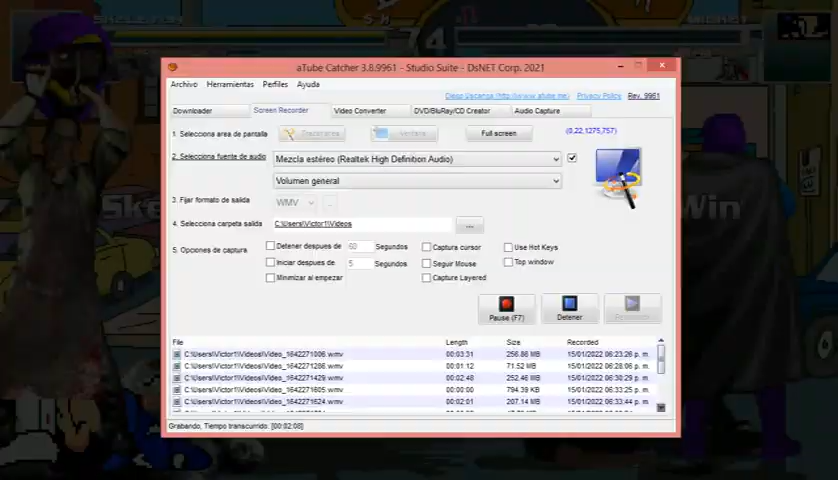 aTube Catcher 3.8.9961 - Studio Suite - DsNET Corp. 2021
Archivo Herramientas Perfiles Ayuda
Diego Uscanga (http://www.atube.me) Privacy Policy Rev. 9961
Downloader Screen Recorder Video Converter DVD/BluRay/CD Creator Audio Capture
1. Selecciona area de pantalla Trazar area Ventana Full screen (0,22,1275,757)
2. Selecciona fuente de audio Mezcla estéreo (Realtek High Definition Audio)
Volumen general
3. Fijar formato de salida WMV ...
4. Selecciona carpeta salida C:\Users\Victor1\Videos ...
5. Opciones de captura Detener despues de 60 Segundos Captura cursor Use Hot Keys
Iniciar despues de 5 Segundos Seguir Mouse Top window
Minimizar al empezar Capture Layered
Pause (F7) Detener
File Length Size Recorded
C:\Users\Victor1\Videos\Video_1642271006.wmv 00:03:31 256.86 MB 15/01/2022 06:23:26 p. m.
C:\Users\Victor1\Videos\Video_1642271286.wmv 00:01:12 71.52 MB 15/01/2022 06:28:06 p. m.
C:\Users\Victor1\Videos\Video_1642271429.wmv 00:02:48 252.46 MB 15/01/2022 06:30:29 p. m.
C:\Users\Victor1\Videos\Video_1642271605.wmv 00:00:00 794.39 KB 15/01/2022 06:33:25 p. m.
C:\Users\Victor1\Videos\Video_1642271624.wmv 00:02:01 207.14 MB 15/01/2022 06:33:44 p. m.
Grabando, Tiempo transcurrido: [00:02:08]
Win